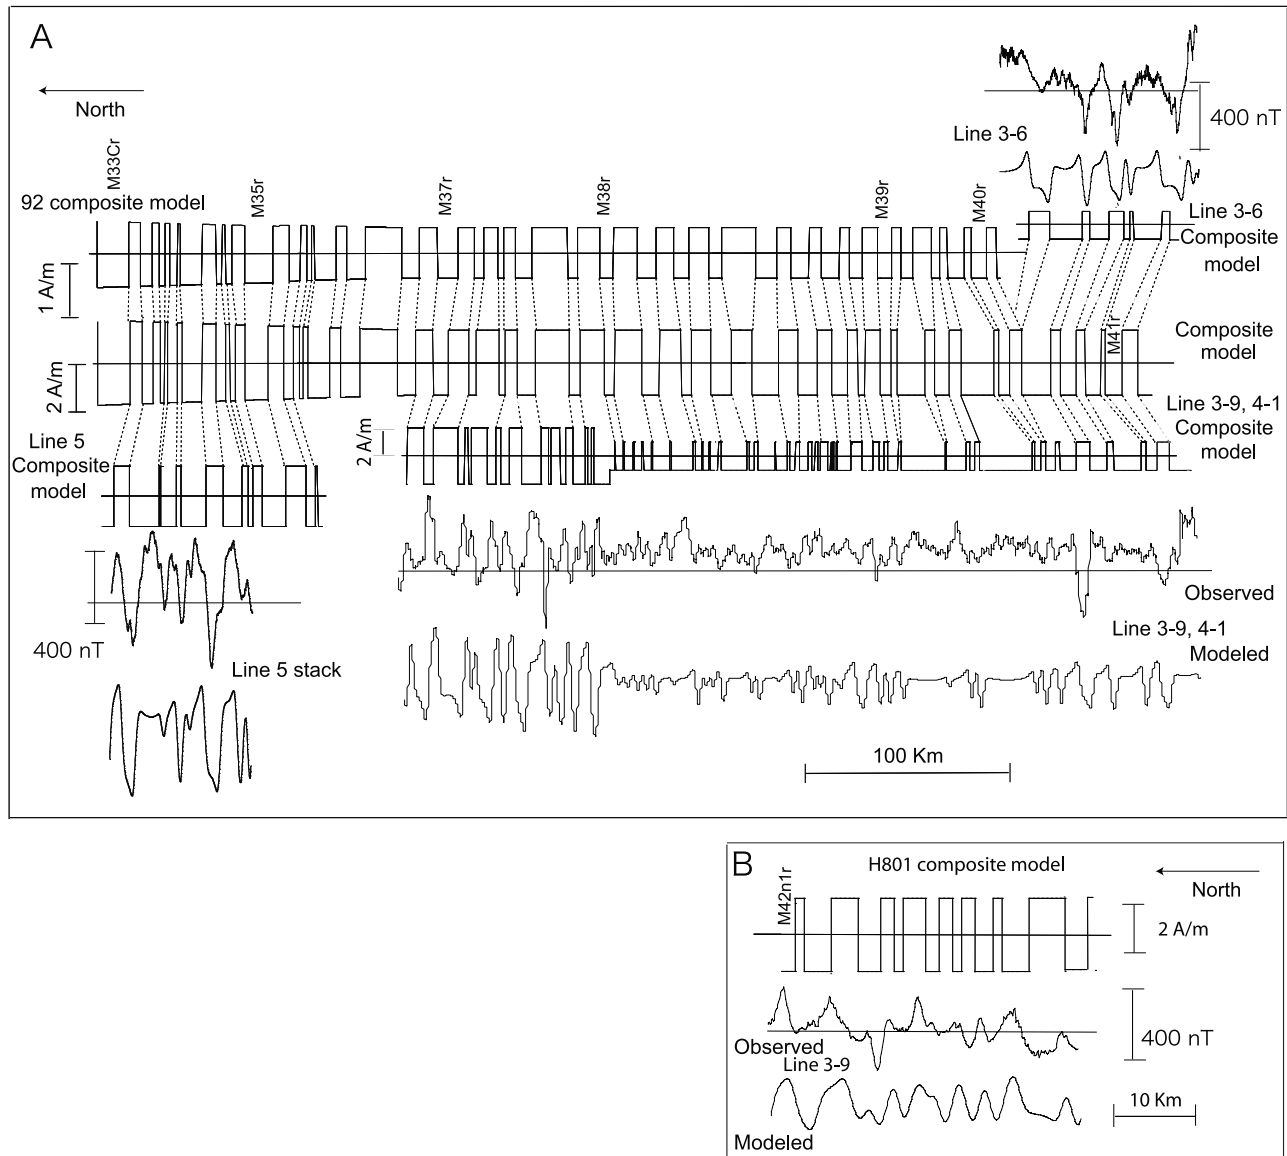 A
North
400 nT
Line 3-6
M33Cr
M35r
M37r
M38r
M39r
M40r
92 composite model
Line 3-6
Composite
model
1 A/m
M41r
Composite
model
2 A/m
Line 3-9, 4-1
Composite
model
2 A/m
Line 5
Composite
model
Observed
400 nT
Line 5 stack
Line 3-9, 4-1
Modeled
100 Km
B
H801 composite model
North
M42n1r
2 A/m
400 nT
Observed
Line 3-9
10 Km
Modeled